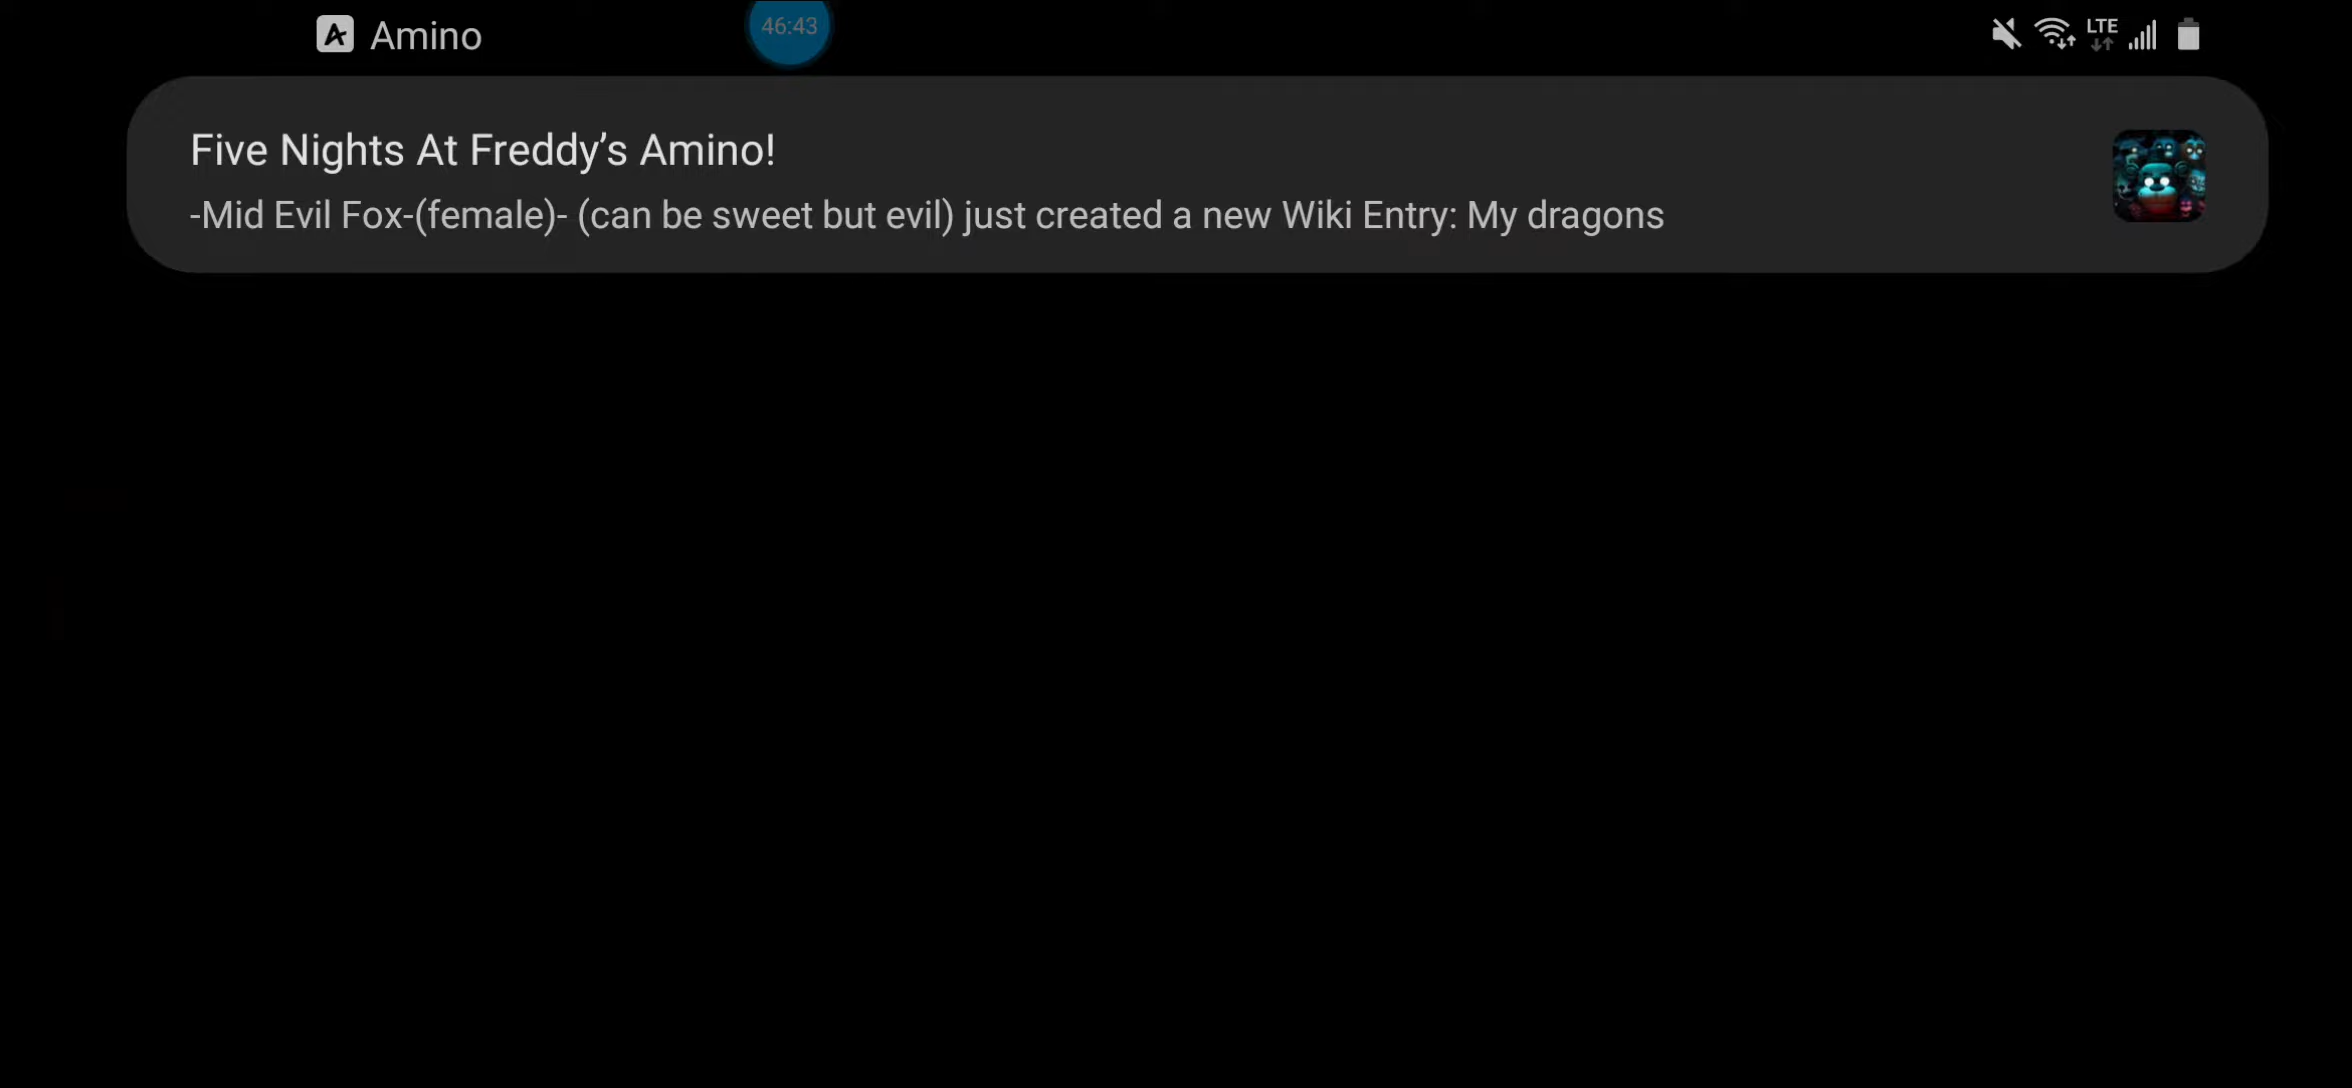 Amino
46:43
LTE
Five Nights At Freddy’s Amino!
-Mid Evil Fox-(female)- (can be sweet but evil) just created a new Wiki Entry: My dragons